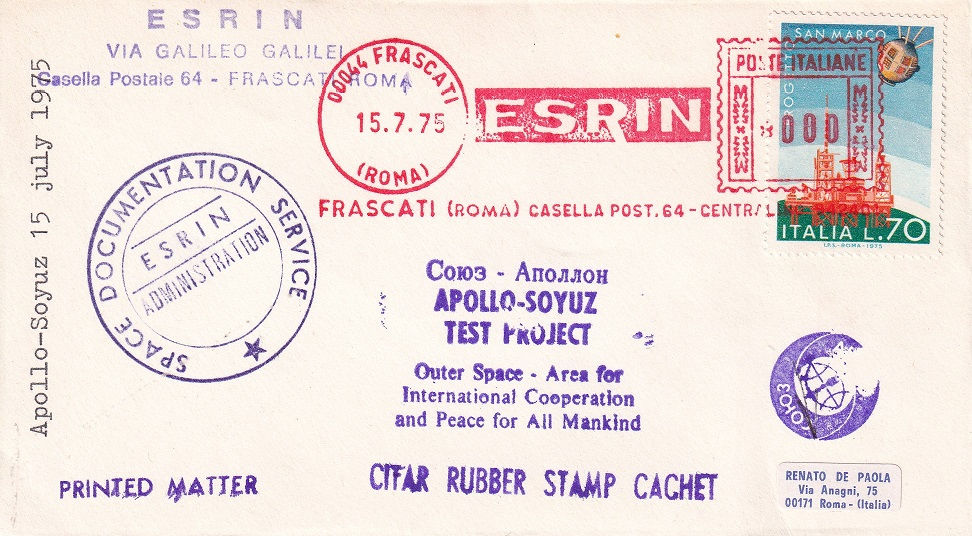 ESRIN
VIA GALILEO GALILEI
Casella Postale 64 - FRASCATI ROMA
Apollo-Soyuz 15 july 1975
00044 FRASCATI
15.7.75
(ROMA)
ESRIN
POSTE ITALIANE
000
FRASCATI (ROMA) CASELLA POST. 64-CENTR
SAN MARCO
ITALIA L.70
I.P.S.-ROMA-1975
SPACE DOCUMENTATION SERVICE
ESRIN
ADMINISTRATION
Союз - Аполлон
APOLLO-SOYUZ
TEST PROJECT
Outer Space - Area for
International Cooperation
and Peace for All Mankind
СОЮЗ
PRINTED MATTER
CIFAR RUBBER STAMP CACHET
RENATO DE PAOLA
Via Anagni, 75
00171 Roma - (Italia)